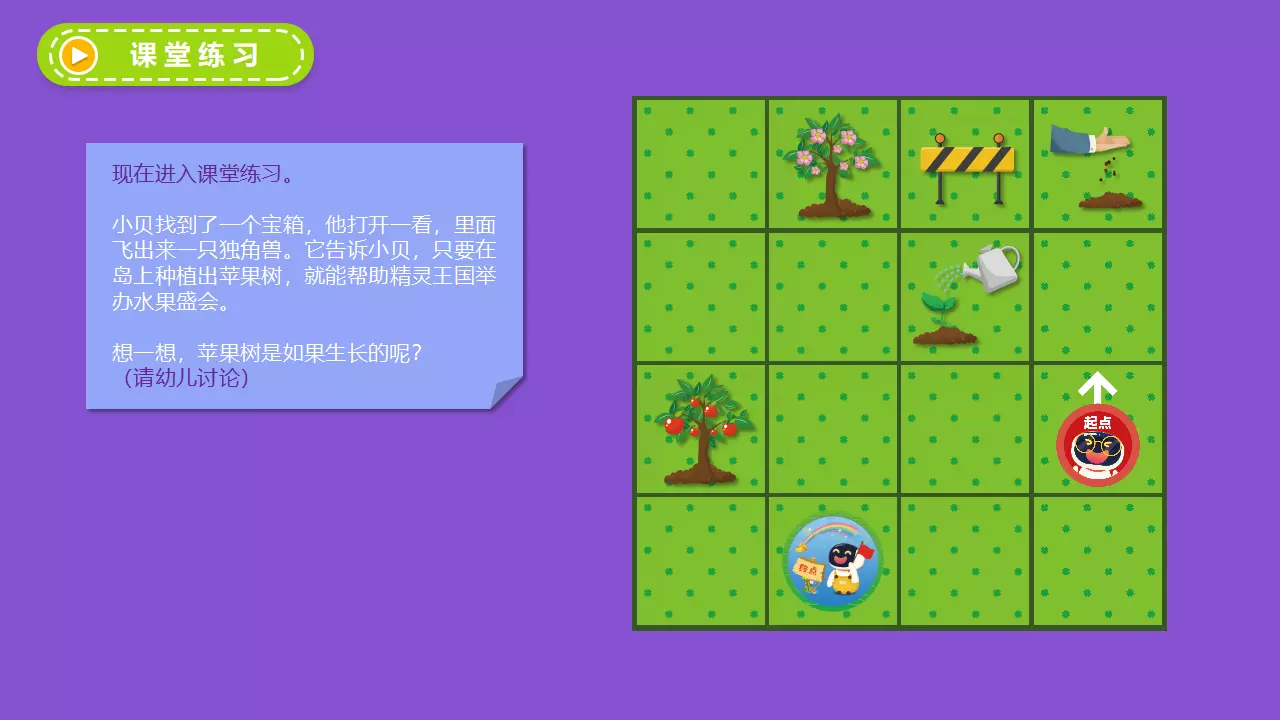 课堂练习
现在进入课堂练习。
小贝找到了一个宝箱，他打开一看，里面
飞出来一只独角兽。它告诉小贝，只要在
岛上种植出苹果树，就能帮助精灵王国举
办水果盛会。
想一想，苹果树是如果生长的呢？
（请幼儿讨论）
起点
终点